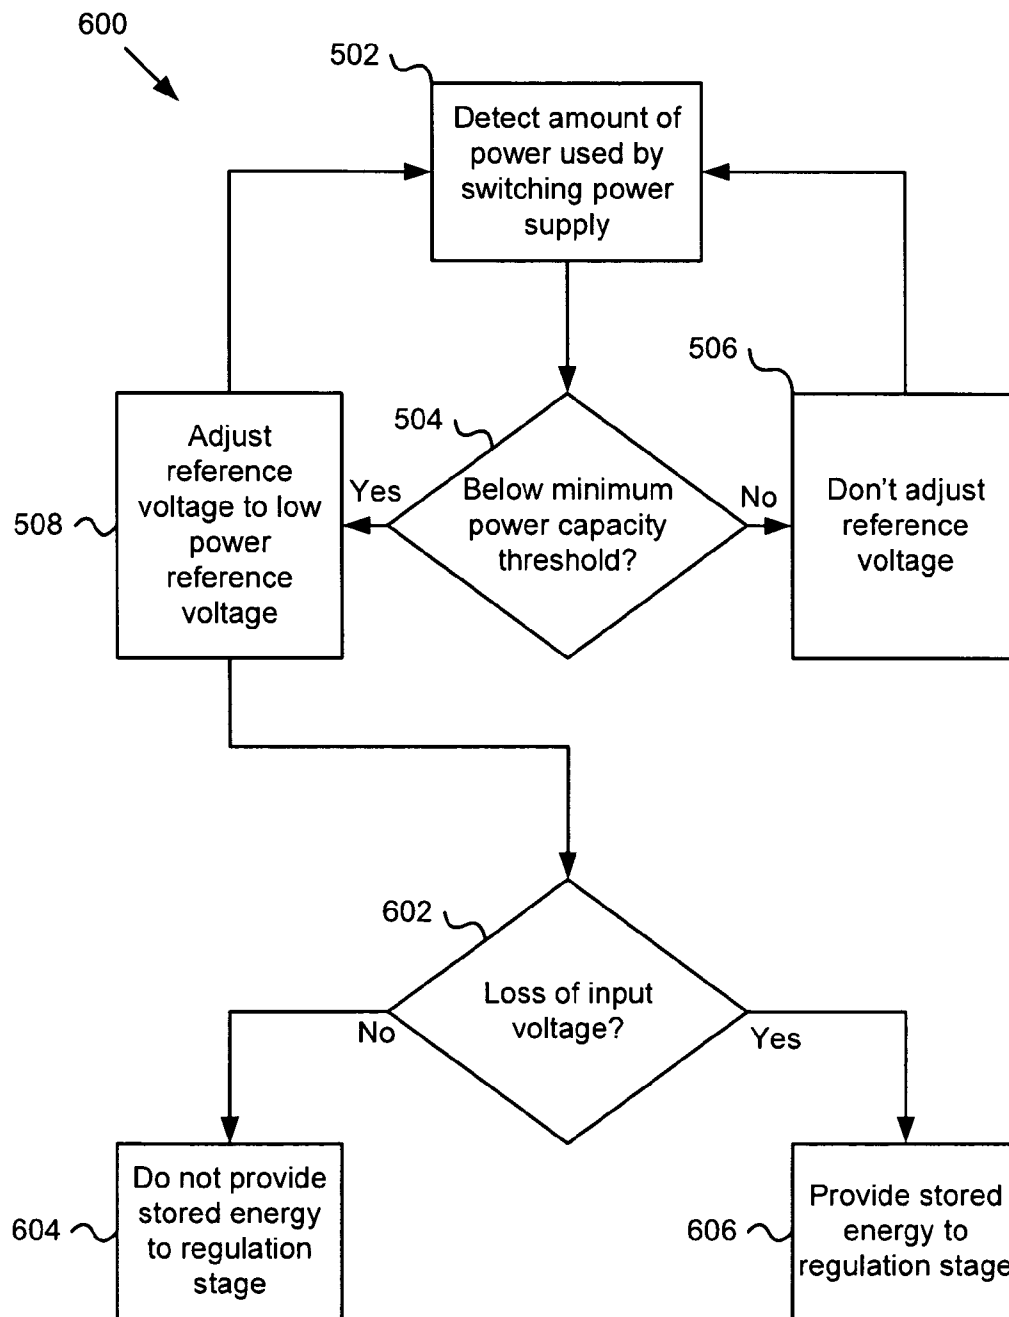 600
502
Detect amount of
power used by
switching power
supply
506
504
Adjust
reference
voltage to low
power
reference
voltage
Yes
Below minimum
power capacity
threshold?
No
Don't adjust
reference
voltage
508
602
Loss of input
voltage?
No
Yes
Do not provide
stored energy
to regulation
stage
604
Provide stored
energy to
regulation stage
606